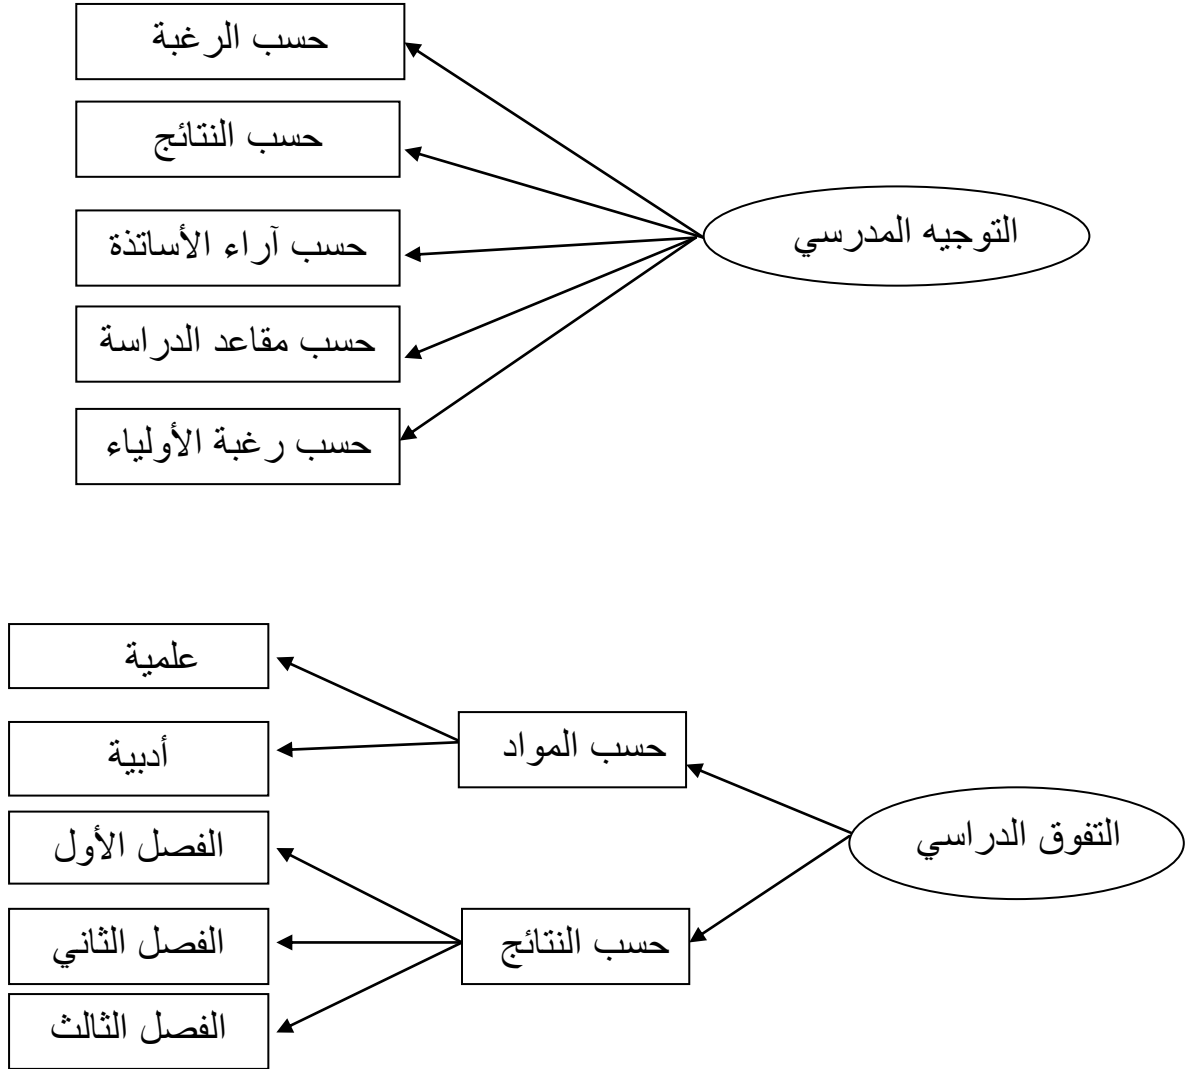 حسب الرغبة
حسب النتائج
التوجيه المدرسي
حسب آراء الأساتذة
حسب مقاعد الدراسة
حسب رغبة الأولياء
علمية
حسب المواد
أدبية
التفوق الدراسي
الفصل الأول
حسب النتائج
الفصل الثاني
الفصل الثالث